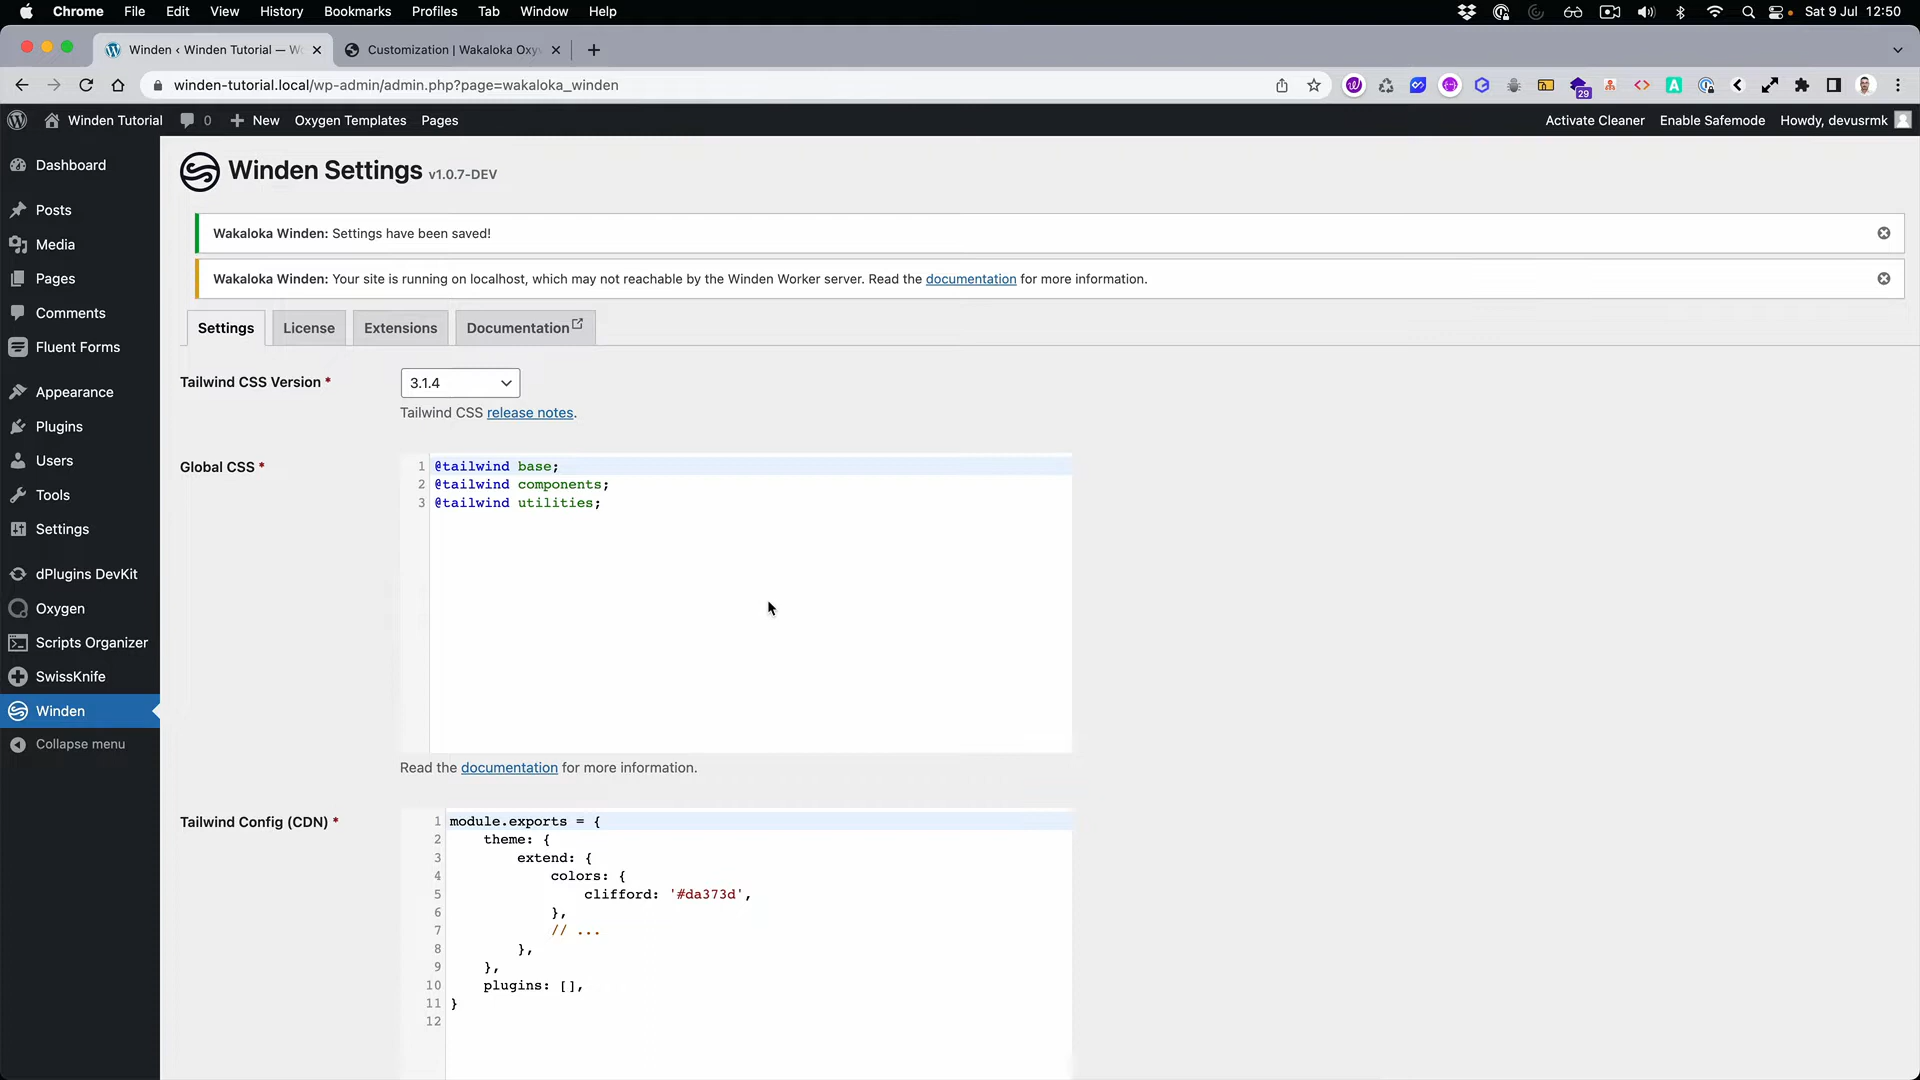 Chrome File Edit View History Bookmarks Profiles Tab Window Help Sat 9 Jul 12:50
Winden ‹ Winden Tutorial — Wo Customization | Wakaloka Oxy
winden-tutorial.local/wp-admin/admin.php?page=wakaloka_winden 29
Winden Tutorial 0 New Oxygen Templates Pages Activate Cleaner Enable Safemode Howdy, devusrmk
Dashboard
Posts
Media
Pages
Comments
Fluent Forms
Appearance
Plugins
Users
Tools
Settings
dPlugins DevKit
Oxygen
Scripts Organizer
SwissKnife
Winden
Collapse menu
Winden Settings v1.0.7-DEV
Wakaloka Winden: Settings have been saved!
Wakaloka Winden: Your site is running on localhost, which may not reachable by the Winden Worker server. Read the documentation for more information.
Settings License Extensions Documentation
Tailwind CSS Version * 3.1.4
Tailwind CSS release notes.
Global CSS *
1 @tailwind base;
2 @tailwind components;
3 @tailwind utilities;
Read the documentation for more information.
Tailwind Config (CDN) *
1 module.exports = {
2 theme: {
3 extend: {
4 colors: {
5 clifford: '#da373d',
6 },
7 // ...
8 },
9 },
10 plugins: [],
11 }
12